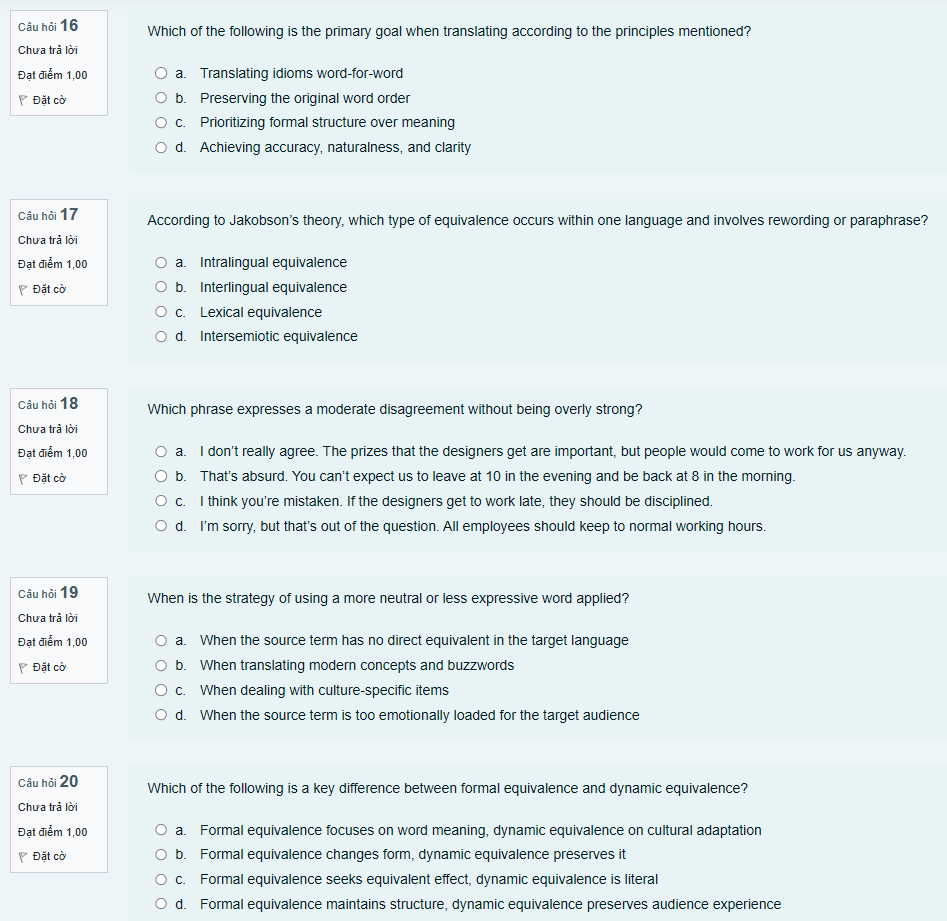 Câu hỏi 16
Chưa trả lời
Đạt điểm 1,00
Đặt cờ
Which of the following is the primary goal when translating according to the principles mentioned?
a. Translating idioms word-for-word
b. Preserving the original word order
c. Prioritizing formal structure over meaning
d. Achieving accuracy, naturalness, and clarity
Câu hỏi 17
Chưa trả lời
Đạt điểm 1,00
Đặt cờ
According to Jakobson’s theory, which type of equivalence occurs within one language and involves rewording or paraphrase?
a. Intralingual equivalence
b. Interlingual equivalence
c. Lexical equivalence
d. Intersemiotic equivalence
Câu hỏi 18
Chưa trả lời
Đạt điểm 1,00
Đặt cờ
Which phrase expresses a moderate disagreement without being overly strong?
a. I don’t really agree. The prizes that the designers get are important, but people would come to work for us anyway.
b. That’s absurd. You can’t expect us to leave at 10 in the evening and be back at 8 in the morning.
c. I think you’re mistaken. If the designers get to work late, they should be disciplined.
d. I’m sorry, but that’s out of the question. All employees should keep to normal working hours.
Câu hỏi 19
Chưa trả lời
Đạt điểm 1,00
Đặt cờ
When is the strategy of using a more neutral or less expressive word applied?
a. When the source term has no direct equivalent in the target language
b. When translating modern concepts and buzzwords
c. When dealing with culture-specific items
d. When the source term is too emotionally loaded for the target audience
Câu hỏi 20
Chưa trả lời
Đạt điểm 1,00
Đặt cờ
Which of the following is a key difference between formal equivalence and dynamic equivalence?
a. Formal equivalence focuses on word meaning, dynamic equivalence on cultural adaptation
b. Formal equivalence changes form, dynamic equivalence preserves it
c. Formal equivalence seeks equivalent effect, dynamic equivalence is literal
d. Formal equivalence maintains structure, dynamic equivalence preserves audience experience